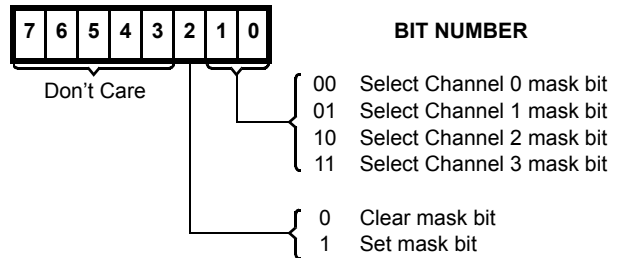 7 6 5 4 3 2 1 0 BIT NUMBER
Don't Care
00 Select Channel 0 mask bit
01 Select Channel 1 mask bit
10 Select Channel 2 mask bit
11 Select Channel 3 mask bit
0 Clear mask bit
1 Set mask bit